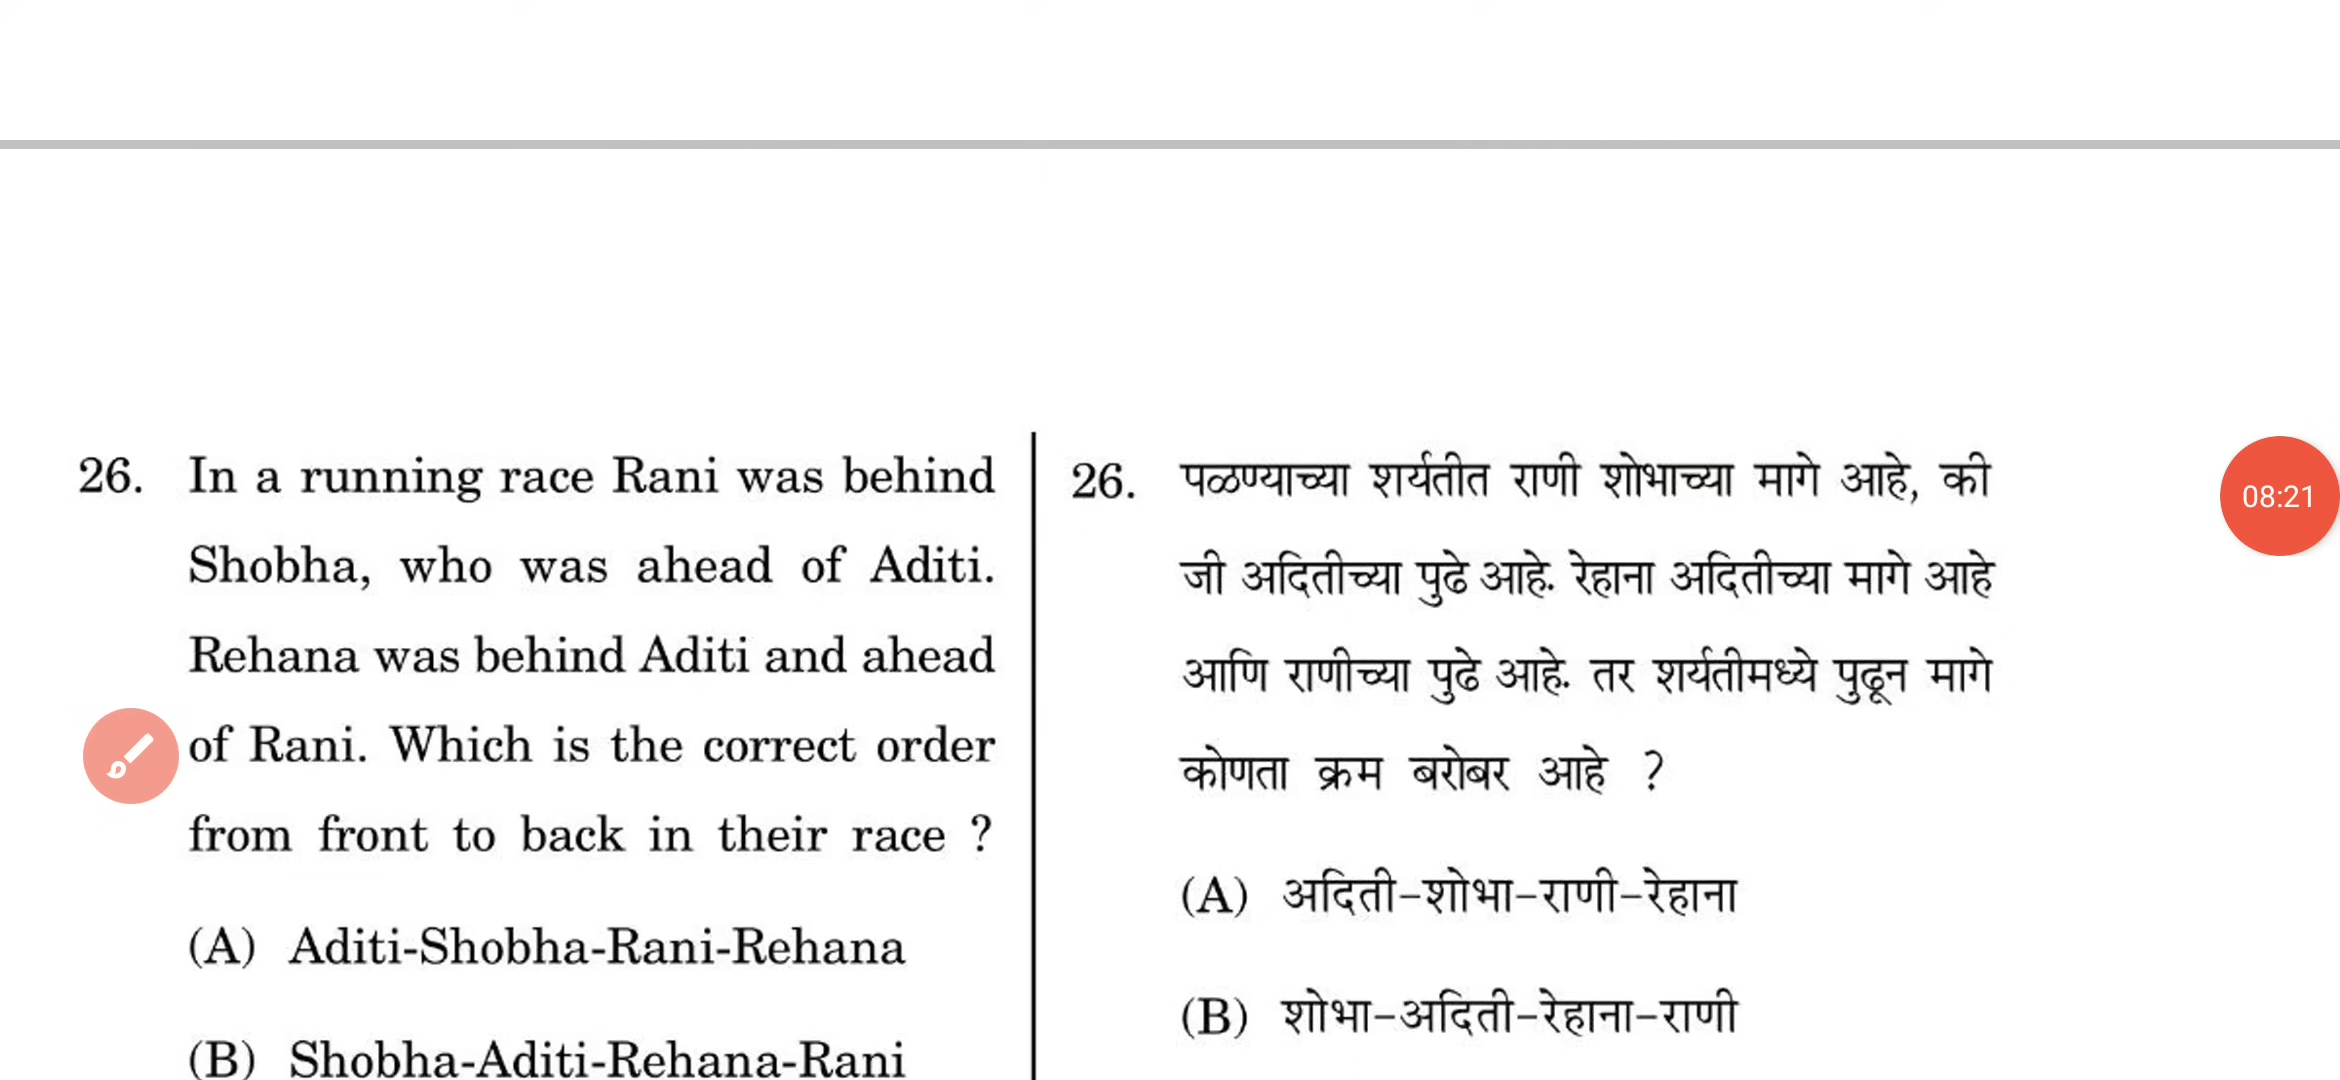 26. In a running race Rani was behind
Shobha, who was ahead of Aditi.
Rehana was behind Aditi and ahead
of Rani. Which is the correct order
from front to back in their race ?
(A) Aditi-Shobha-Rani-Rehana
(B) Shobha-Aditi-Rehana-Rani
26. पळण्याच्या शर्यतीत राणी शोभाच्या मागे आहे, की
जी अदितीच्या पुढे आहे. रेहाना अदितीच्या मागे आहे
आणि राणीच्या पुढे आहे. तर शर्यतीमध्ये पुढून मागे
कोणता क्रम बरोबर आहे ?
(A) अदिती-शोभा-राणी-रेहाना
(B) शोभा-अदिती-रेहाना-राणी
08:21